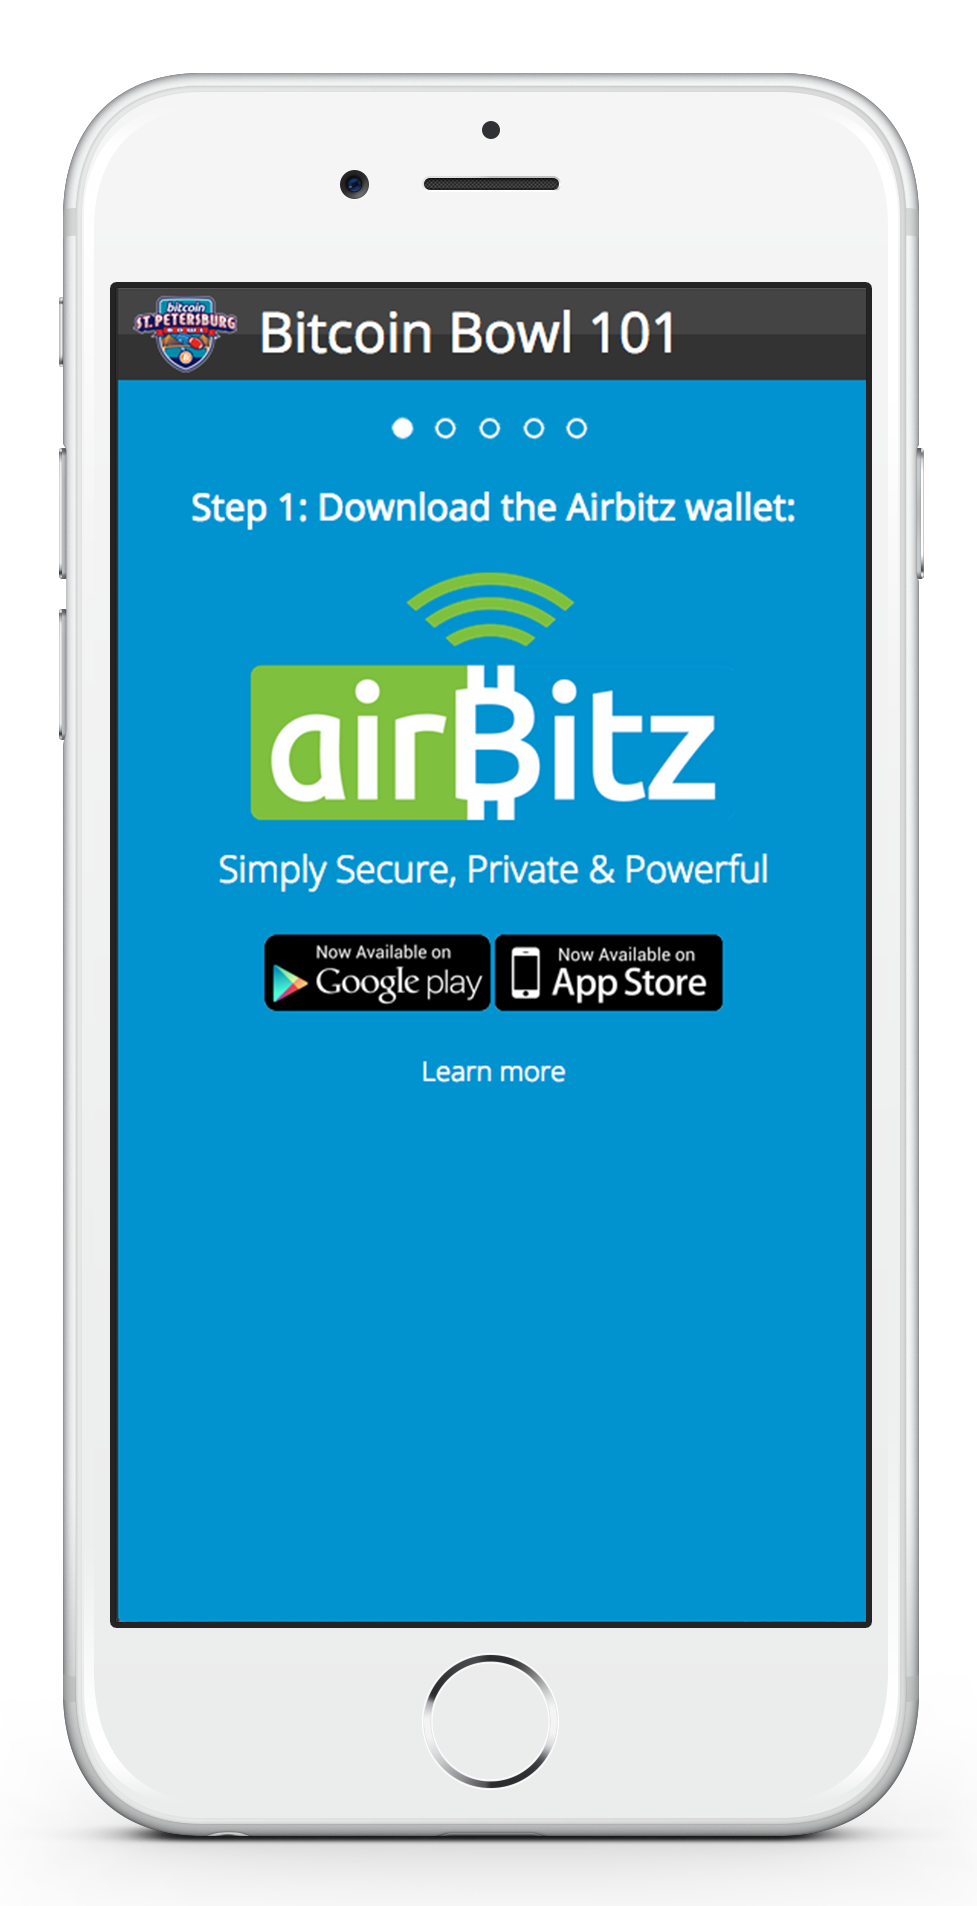 bitcoin
ST. PETERSBURG
BOWL
Bitcoin Bowl 101
Step 1: Download the Airbitz wallet:
airBitz
Simply Secure, Private & Powerful
Now Available on
Google play
Now Available on
App Store
Learn more